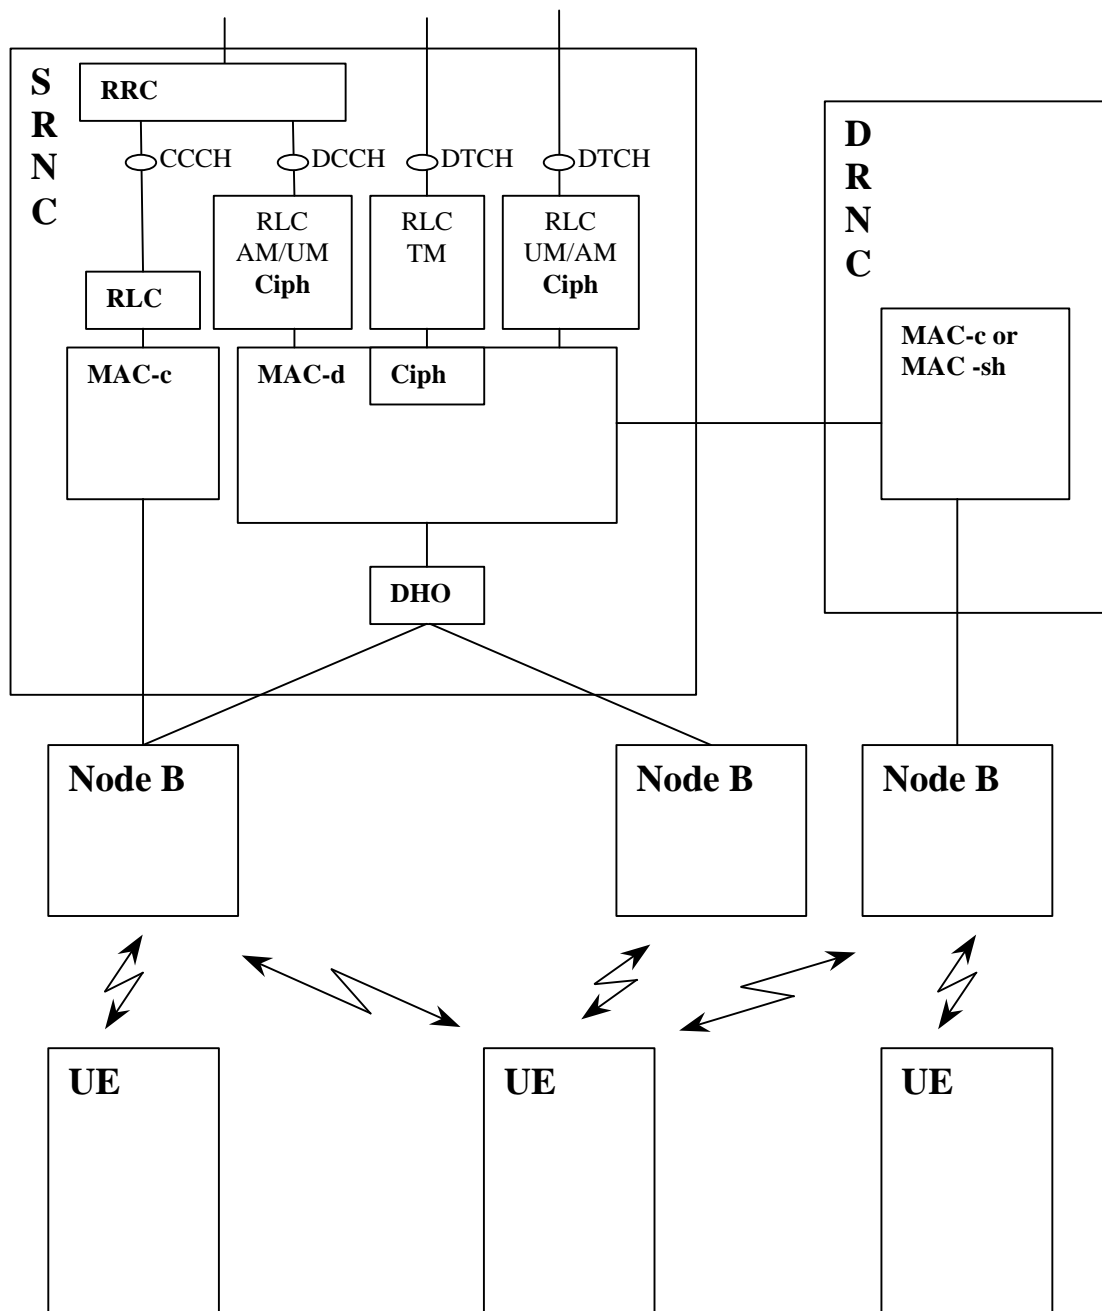 S
R
N
C
RRC
CCCH
DCCH
DTCH
DTCH
RLC
AM/UM
Ciph
RLC
TM
RLC
UM/AM
Ciph
RLC
MAC-c
MAC-d
Ciph
DHO
D
R
N
C
MAC-c or
MAC -sh
Node B
Node B
Node B
UE
UE
UE